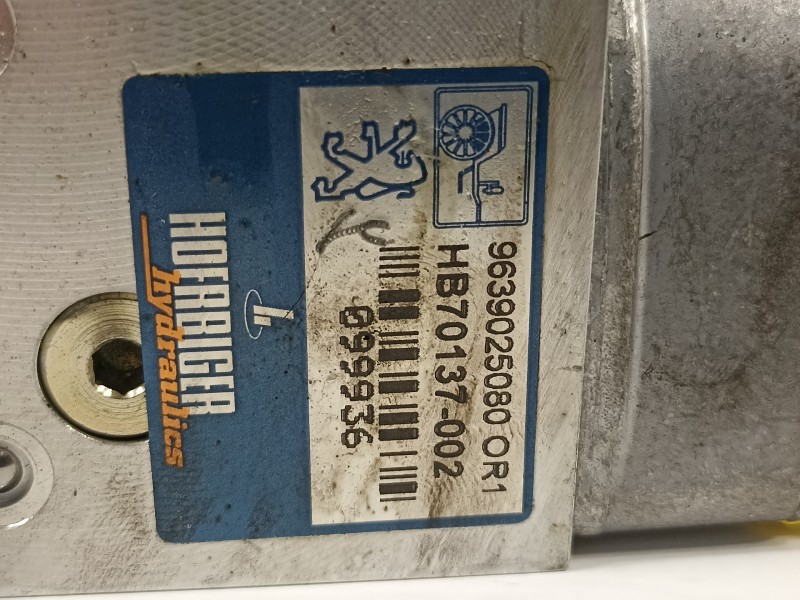 9639025080 OR1
HB70137-002
099936
HOERBIGER
hydraulics